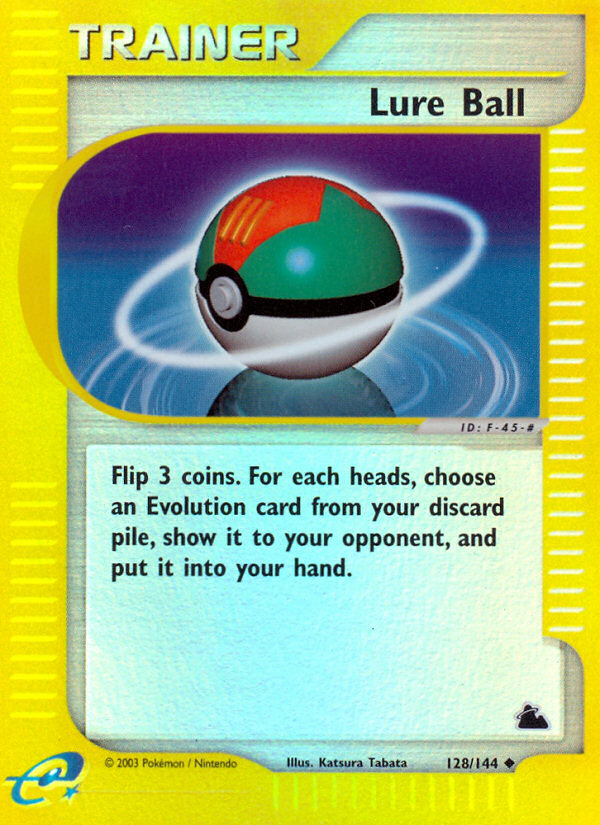 TRAINER
Lure Ball
ID: F-45-#
Flip 3 coins. For each heads, choose
an Evolution card from your discard
pile, show it to your opponent, and
put it into your hand.
© 2003 Pokémon / Nintendo
Illus. Katsura Tabata
128/144 ◆
e